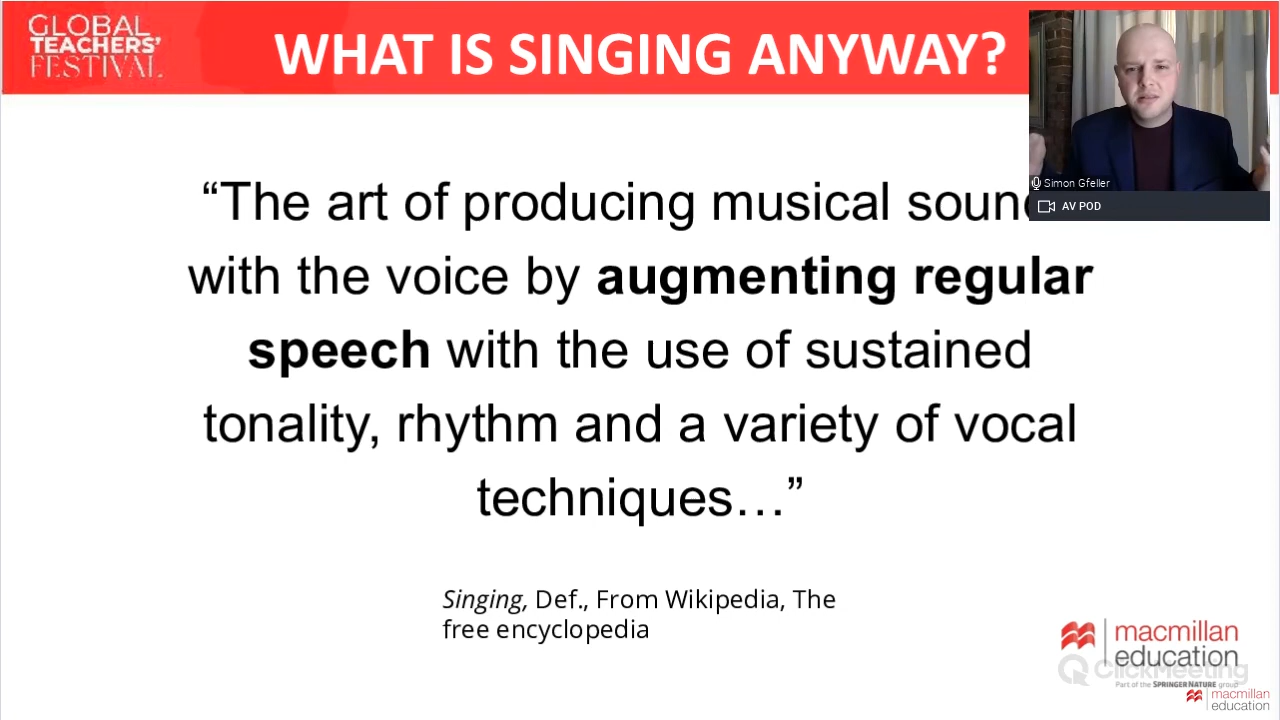 GLOBAL
TEACHERS'
FESTIVAL
WHAT IS SINGING ANYWAY?
Simon Gfeller
AV POD
“The art of producing musical
with the voice by augmenting regular
speech with the use of sustained
tonality, rhythm and a variety of vocal
techniques…”
Singing, Def., From Wikipedia, The
free encyclopedia
macmillan
education
ClickMeeting
Part of the SPRINGER NATURE group
macmillan
education